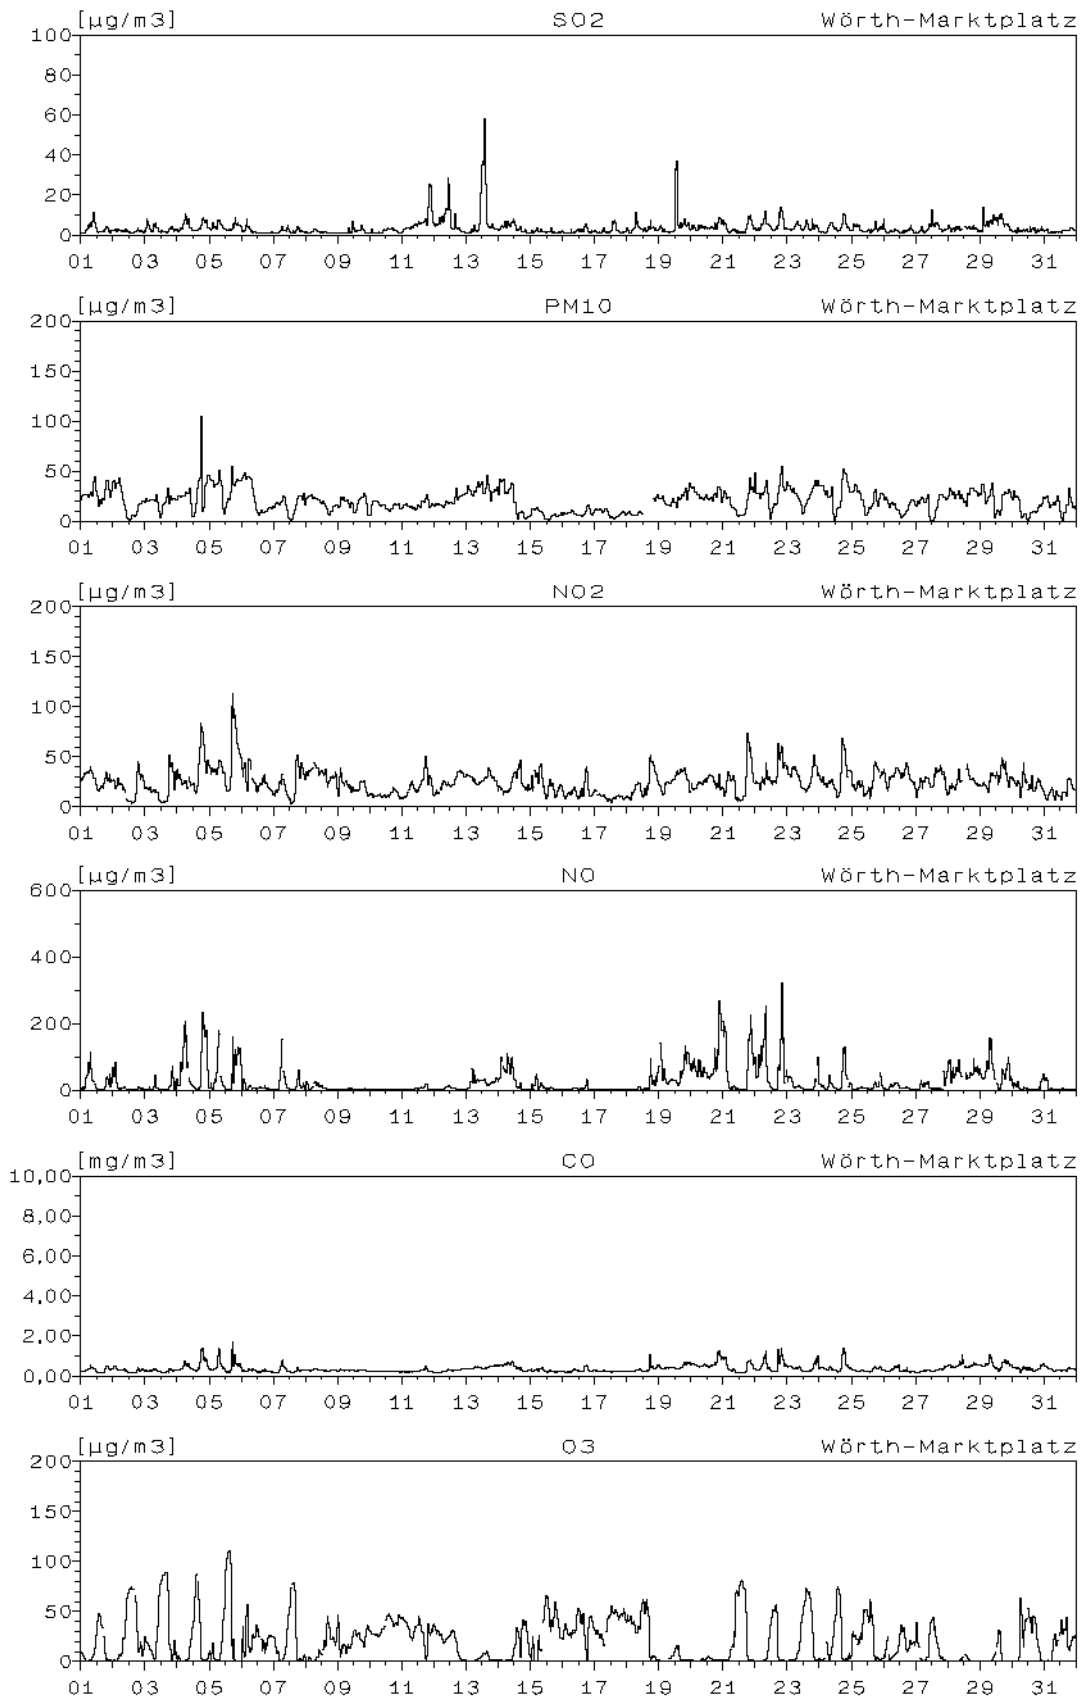 [µg/m3] SO2 Wörth-Marktplatz
100
80
60
40
20
0
01 03 05 07 09 11 13 15 17 19 21 23 25 27 29 31
[µg/m3] PM10 Wörth-Marktplatz
200
150
100
50
0
01 03 05 07 09 11 13 15 17 19 21 23 25 27 29 31
[µg/m3] NO2 Wörth-Marktplatz
200
150
100
50
0
01 03 05 07 09 11 13 15 17 19 21 23 25 27 29 31
[µg/m3] NO Wörth-Marktplatz
600
400
200
0
01 03 05 07 09 11 13 15 17 19 21 23 25 27 29 31
[mg/m3] CO Wörth-Marktplatz
10,00
8,00
6,00
4,00
2,00
0,00
01 03 05 07 09 11 13 15 17 19 21 23 25 27 29 31
[µg/m3] O3 Wörth-Marktplatz
200
150
100
50
0
01 03 05 07 09 11 13 15 17 19 21 23 25 27 29 31